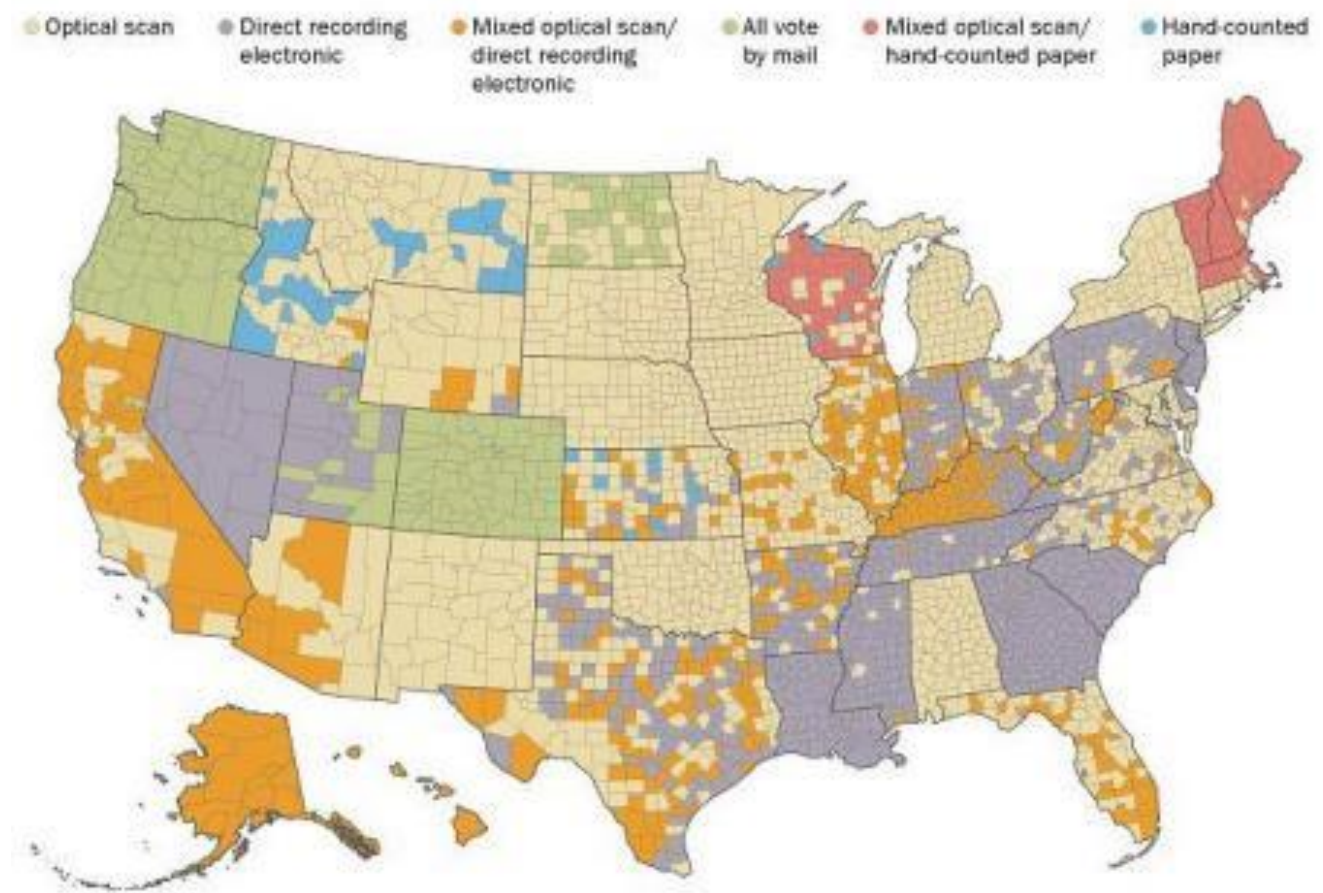 Optical scan
Direct recording
electronic
Mixed optical scan/
direct recording
electronic
All vote
by mail
Mixed optical scan/
hand-counted paper
Hand-counted
paper